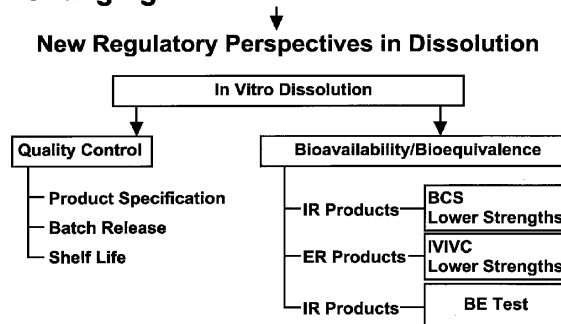 New Regulatory Perspectives in Dissolution
In Vitro Dissolution
Quality Control
Bioavailability/Bioequivalence
Product Specification
Batch Release
Shelf Life
IR Products
BCS
Lower Strengths
ER Products
IVIVC
Lower Strengths
IR Products
BE Test